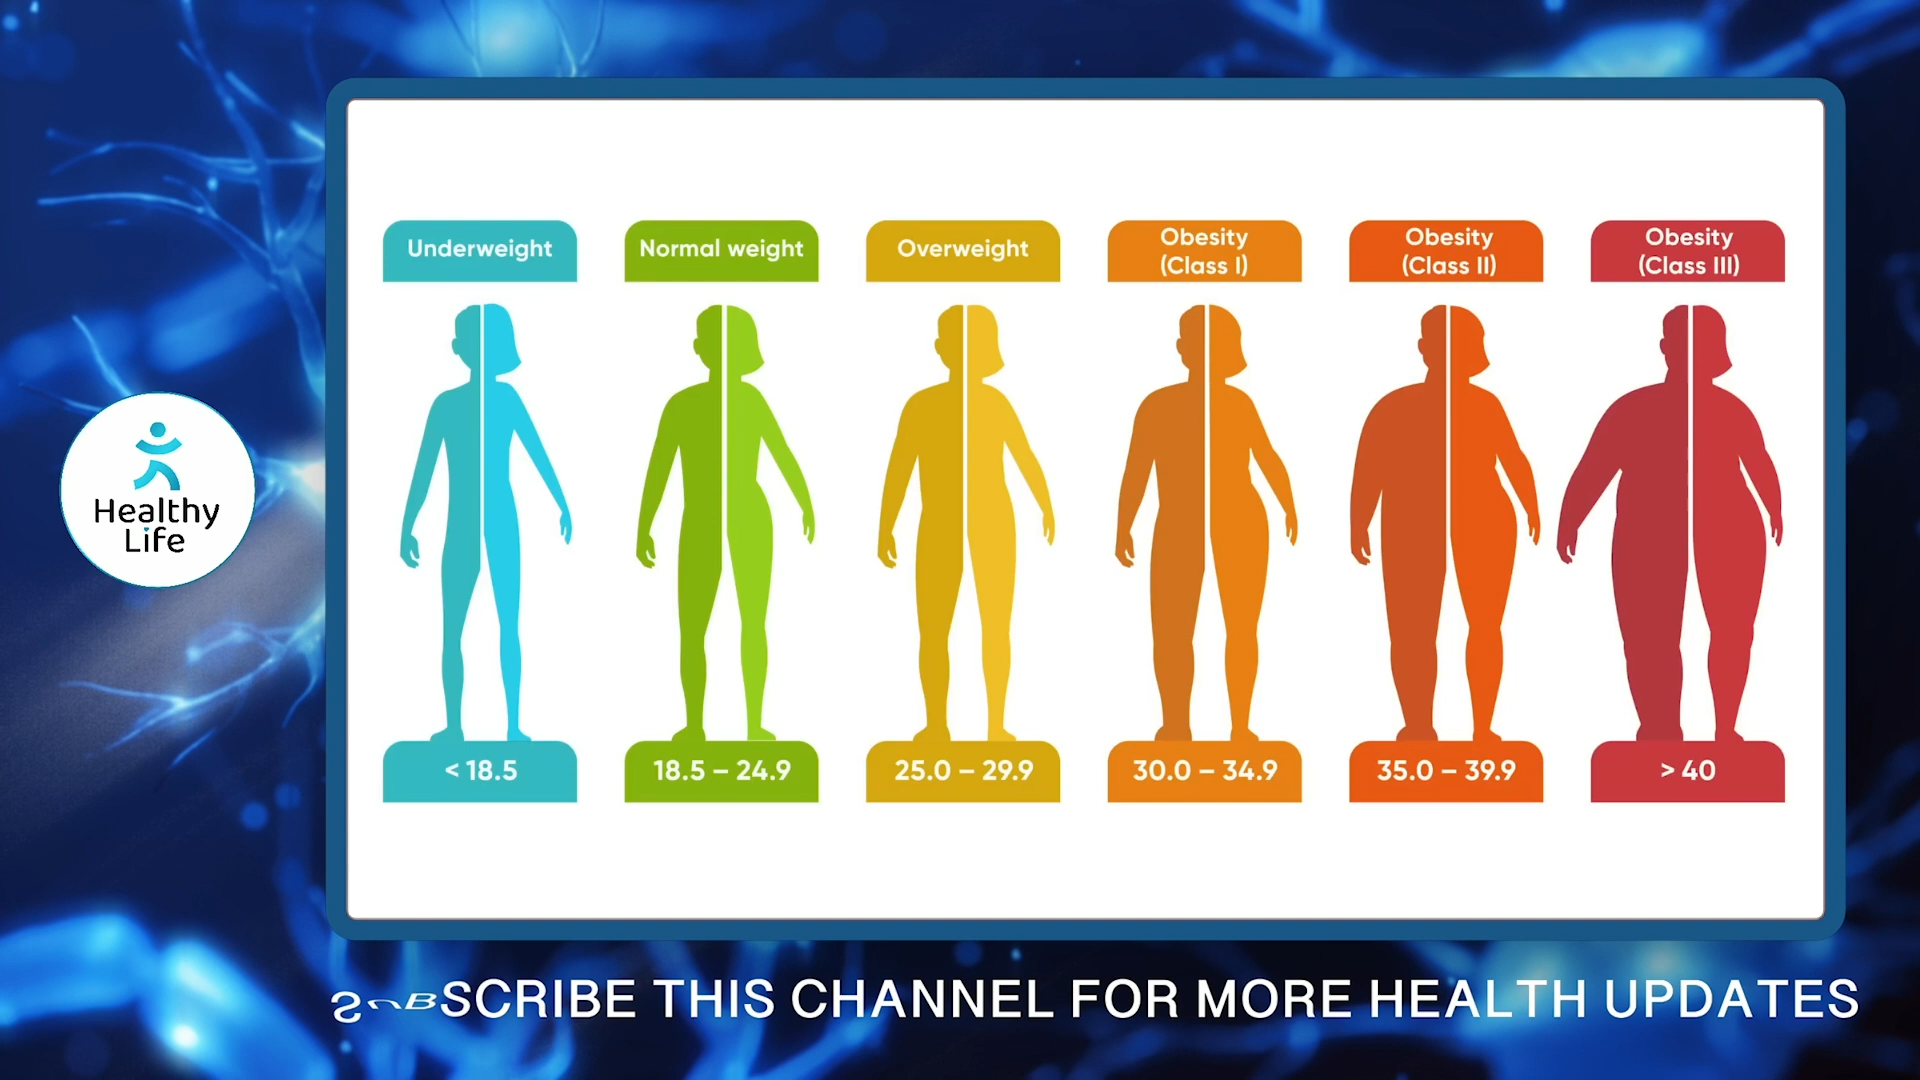 Underweight
Normal weight
Overweight
Obesity
(Class I)
Obesity
(Class II)
Obesity
(Class III)
Healthy
Life
< 18.5
18.5 – 24.9
25.0 – 29.9
30.0 – 34.9
35.0 – 39.9
> 40
SUBSCRIBE THIS CHANNEL FOR MORE HEALTH UPDATES